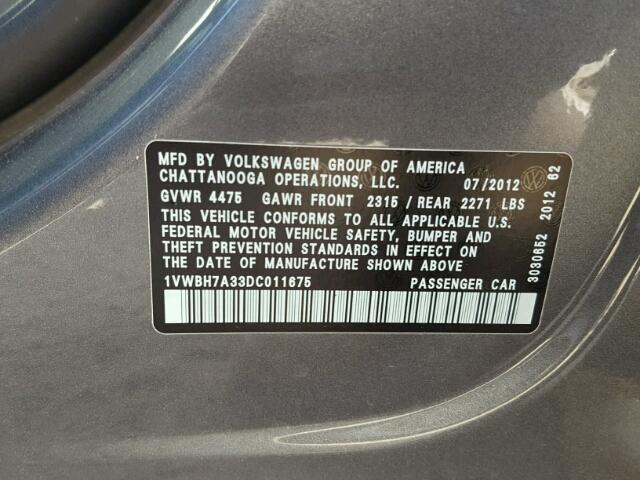 MFD BY VOLKSWAGEN GROUP OF AMERICA
CHATTANOOGA OPERATIONS, LLC. 07/2012
GVWR 4475 GAWR FRONT 2315 / REAR 2271 LBS
THIS VEHICLE CONFORMS TO ALL APPLICABLE U.S.
FEDERAL MOTOR VEHICLE SAFETY, BUMPER AND
THEFT PREVENTION STANDARDS IN EFFECT ON
THE DATE OF MANUFACTURE SHOWN ABOVE
1VWBH7A33DC011675 PASSENGER CAR
3030852 2012 62